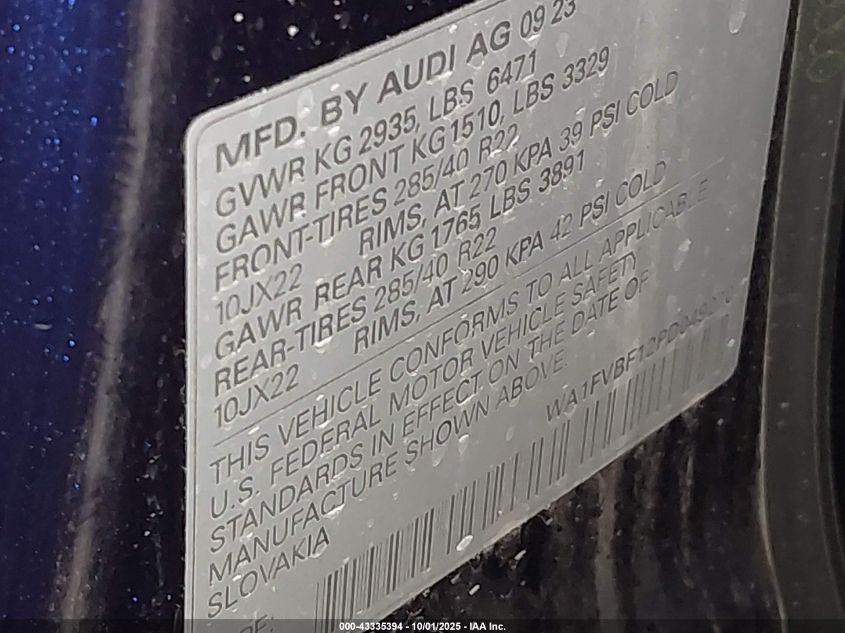 MFD. BY AUDI AG 09 23
GVWR KG 2935, LBS 6471
GAWR FRONT KG 1510, LBS 3329
FRONT-TIRES 285/40 R22
10JX22 RIMS, AT 270 KPA 39 PSI COLD
GAWR REAR KG 1765 LBS 3891
REAR-TIRES 285/40 R22
10JX22 RIMS, AT 290 KPA 42 PSI COLD
THIS VEHICLE CONFORMS TO ALL APPLICABLE
U.S. FEDERAL MOTOR VEHICLE SAFETY
STANDARDS IN EFFECT ON THE DATE OF
MANUFACTURE SHOWN ABOVE.
SLOVAKIA
000-43335394 - 10/01/2025 - IAA Inc.